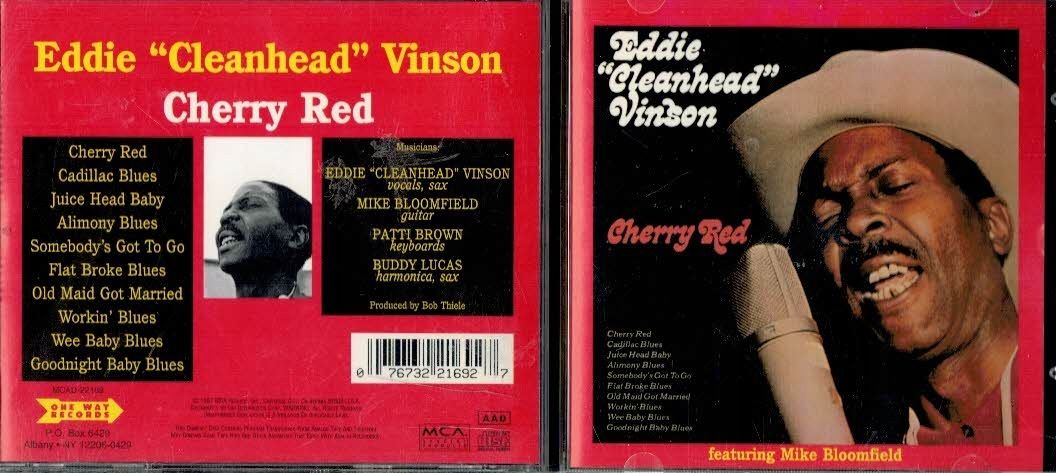 Eddie “Cleanhead” Vinson
Cherry Red
Cherry Red
Cadillac Blues
Juice Head Baby
Alimony Blues
Somebody's Got To Go
Flat Broke Blues
Old Maid Got Married
Workin' Blues
Wee Baby Blues
Goodnight Baby Blues
Musicians:
EDDIE “CLEANHEAD” VINSON
vocals, sax
MIKE BLOOMFIELD
guitar
PATTI BROWN
keyboards
BUDDY LUCAS
harmonica, sax
Produced by Bob Thiele
0 76732 21692 7
ONE WAY
RECORDS
P.O. Box 6429
Albany • NY 12206-0429
MCA
AAD
Eddie
“Cleanhead”
Vinson
Cherry Red
Cherry Red
Cadillac Blues
Juice Head Baby
Alimony Blues
Somebody's Got To Go
Flat Broke Blues
Old Maid Got Married
Workin' Blues
Wee Baby Blues
Goodnight Baby Blues
featuring Mike Bloomfield